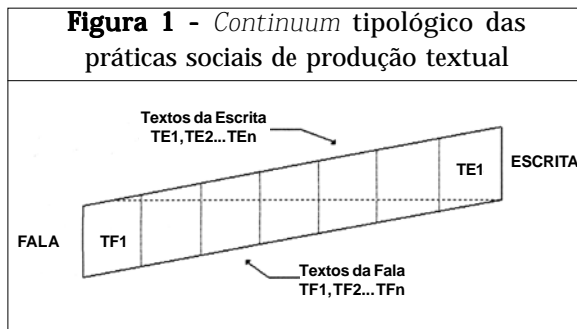 Figura 1 - Continuum tipológico das
práticas sociais de produção textual
Textos da Escrita
TE1,TE2...TEn
TE1
ESCRITA
FALA
TF1
Textos da Fala
TF1,TF2...TFn